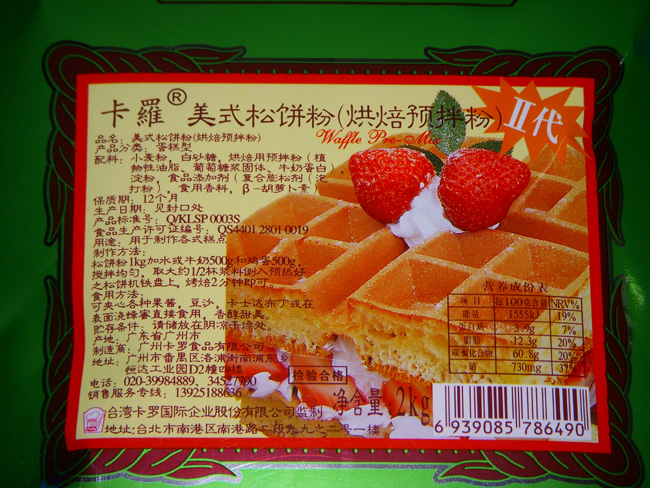 卡羅® 美式松饼粉(烘焙预拌粉)
II代
Waffle Pre-Mix
品名：美式松饼粉(烘焙预拌粉)
产品分类：蛋糕型
配料：小麦粉，白砂糖，烘焙用预拌粉（植
物性油脂、葡萄糖浆固体、牛奶蛋白）
淀粉，食品添加剂（复合膨松剂（泡
打粉），食用香料，β－胡萝卜素）
保质期：12个月
生产日期：见封口处
产品标准号：Q/KLSP 0003S
食品生产许可证编号：QS4401 2801 0019
用途：用于制作各式糕点
制作方法：
松饼粉1kg加水或牛奶500g和鸡蛋500g，
搅拌均匀，取大约1/2杯浆料倒入预热好
之松饼机铁盘上，烤焙2分钟即可。
食用方法：
可夹心各种果酱，豆沙，卡士达布丁或在
表面浇蜂蜜直接食用，香醇甜美。
贮存条件：请储放在阴凉干燥处。
产地：广东省广州市
制造商：广州卡罗食品有限公司
地址：广州市番禺区洛浦街南浦东乡
恒达工业园D2幢四楼
电话：020-39984889、34527
销售服务专线：13925188636
营养成份表
项目 每100克含量 NRV%
能量 1555kJ 19%
蛋白质 3.9g 7%
脂肪 12.3g 20%
碳水化合物 60.8g 20%
钠 730mg 37%
检验合格
净含量:2kg
台湾卡罗国际企业股份有限公司监制
地址:台北市南港区南港路三段九九之二号一楼
6 939085 786490